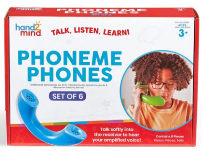 hand2mind
TALK, LISTEN, LEARN!
3+
PHONEME
PHONES
SET OF 6
Talk softly into
the receiver to hear
your amplified voice!